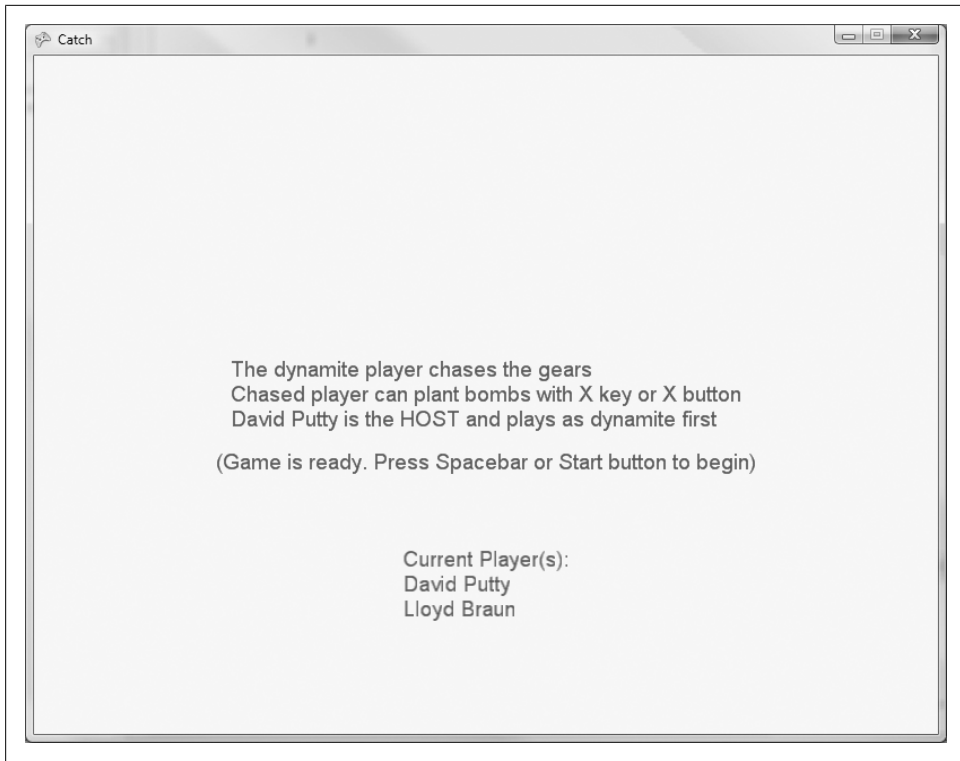 Catch
The dynamite player chases the gears
Chased player can plant bombs with X key or X button
David Putty is the HOST and plays as dynamite first
(Game is ready. Press Spacebar or Start button to begin)
Current Player(s):
David Putty
Lloyd Braun